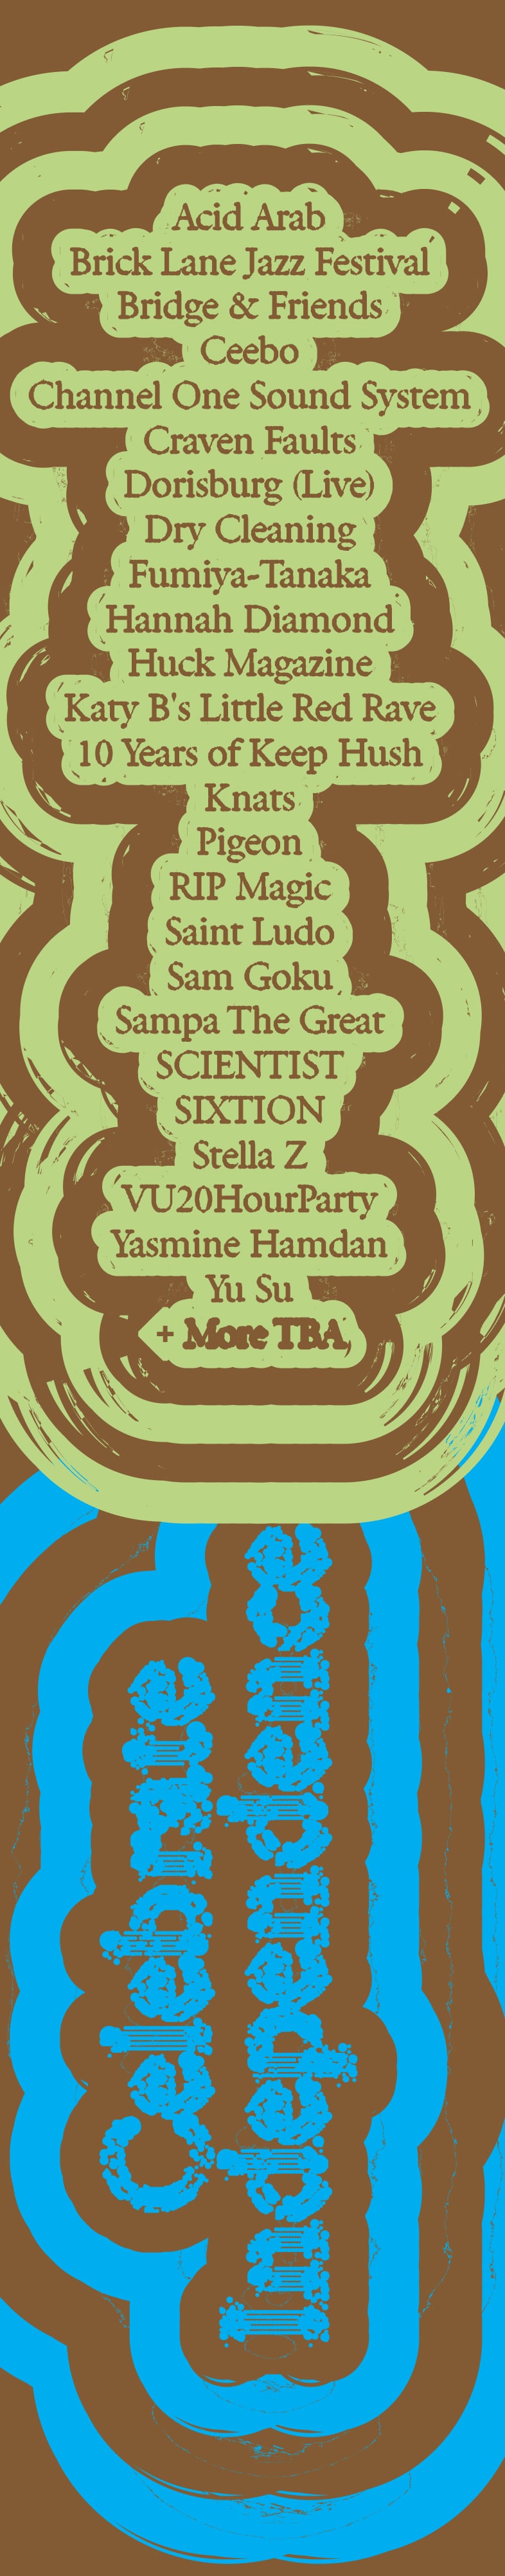 Acid Arab
Brick Lane Jazz Festival
Bridge & Friends
Ceebo
Channel One Sound System
Craven Faults
Dorisburg (Live)
Dry Cleaning
Fumiya-Tanaka
Hannah Diamond
Huck Magazine
Katy B's Little Red Rave
10 Years of Keep Hush
Knats
Pigeon
RIP Magic
Saint Ludo
Sam Goku
Sampa The Great
SCIENTIST
SIXTION
Stella Z
VU20HourParty
Yasmine Hamdan
Yu Su
+ More TBA
Celebrate
Independence